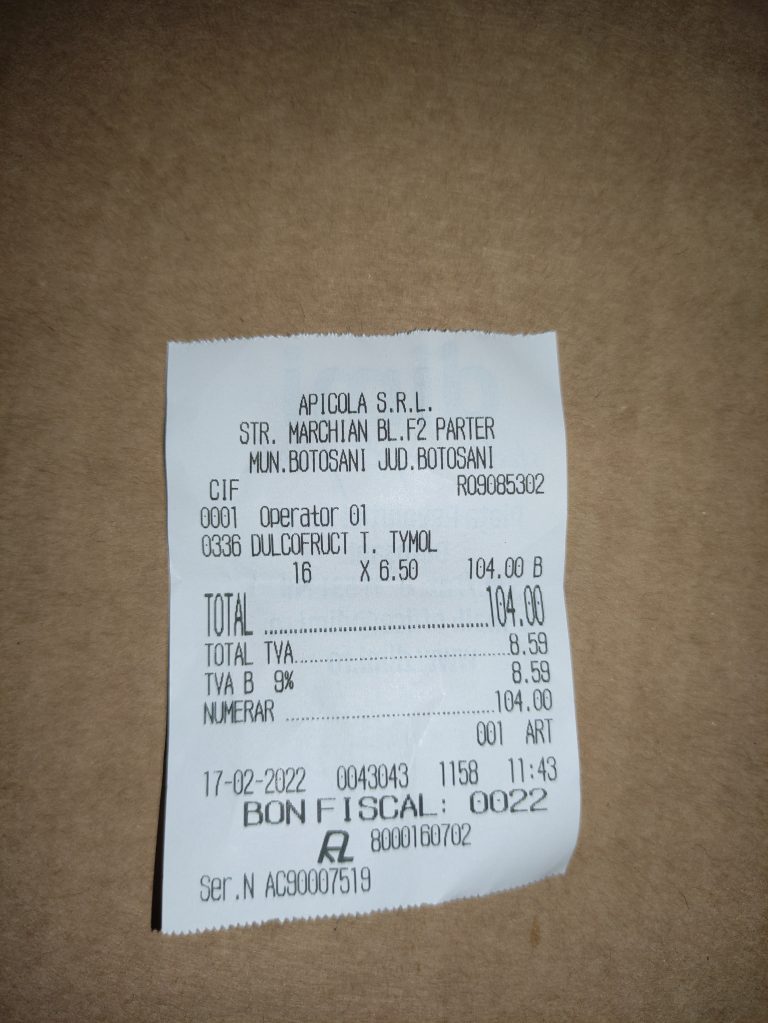 APICOLA S.R.L.
STR. MARCHIAN BL.F2 PARTER
MUN.BOTOSANI JUD.BOTOSANI
CIF RO9085302
0001 Operator 01
0336 DULCOFRUCT T. TYMOL
16 X 6.50 104.00 B
TOTAL ................................104.00
TOTAL TVA................................8.59
TVA B 9% 8.59
NUMERAR ................................104.00
001 ART
17-02-2022 0043043 1158 11:43
BON FISCAL: 0022
8000160702
Ser.N AC90007519